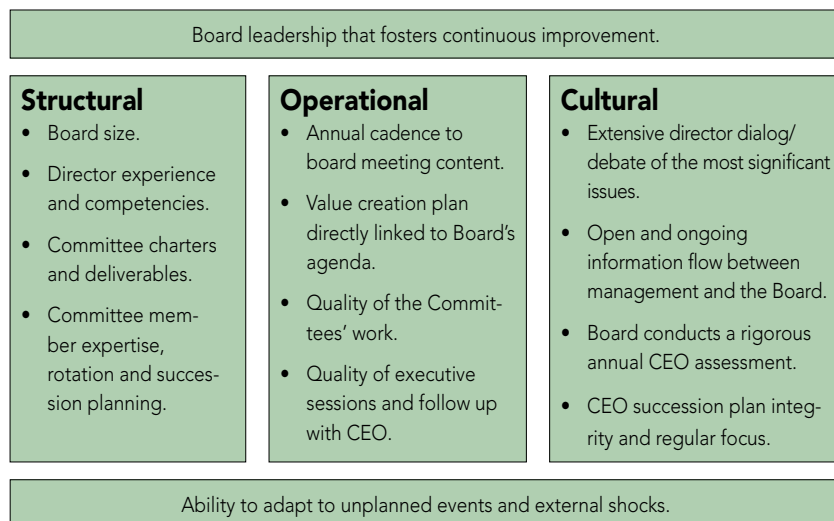 Board leadership that fosters continuous improvement.
Structural
• Board size.
• Director experience
and competencies.
• Committee charters
and deliverables.
• Committee mem-
ber expertise,
rotation and succes-
sion planning.
Operational
• Annual cadence to
board meeting content.
• Value creation plan
directly linked to Board's
agenda.
• Quality of the Commit-
tees' work.
• Quality of executive
sessions and follow up
with CEO.
Cultural
• Extensive director dialog/
debate of the most significant
issues.
• Open and ongoing
information flow between
management and the Board.
• Board conducts a rigorous
annual CEO assessment.
• CEO succession plan integ-
rity and regular focus.
Ability to adapt to unplanned events and external shocks.